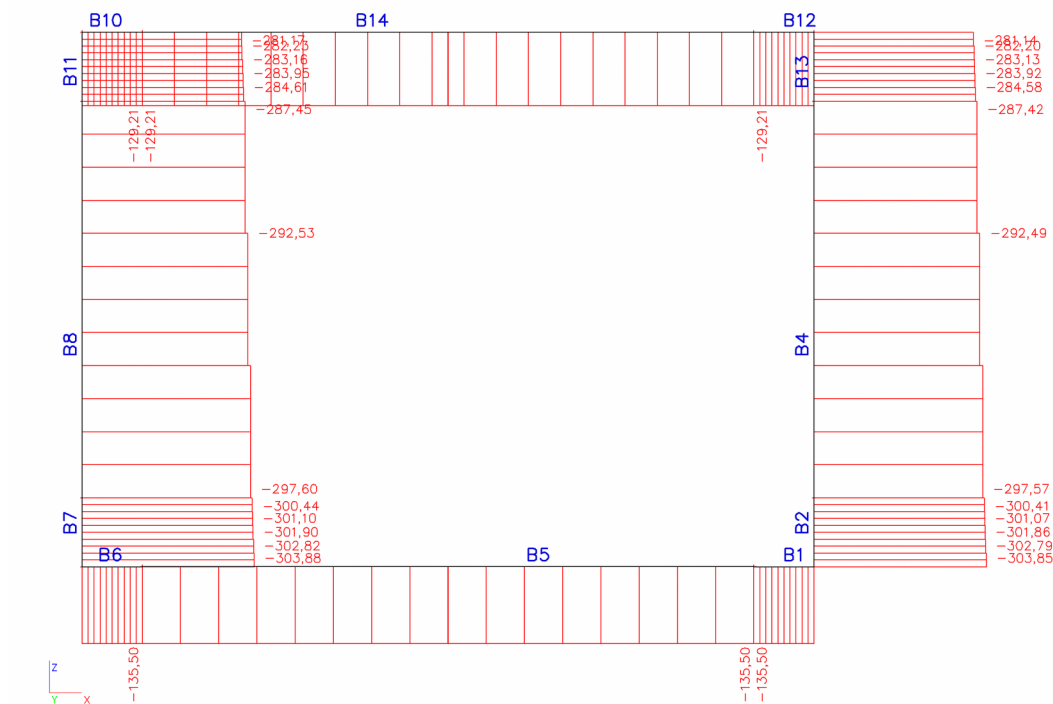 B10
B14
B12
B11
B13
-281,17
-282,23
-283,16
-283,95
-284,61
-287,45
-281,14
-282,20
-283,13
-283,92
-284,58
-287,42
-129,21
-129,21
-129,21
-292,53
-292,49
B8
B4
-297,60
-300,44
-301,10
-301,90
-302,82
-303,88
-297,57
-300,41
-301,07
-301,86
-302,79
-303,85
B7
B2
B6
B5
B1
-135,50
-135,50
-135,50
Z
Y
X